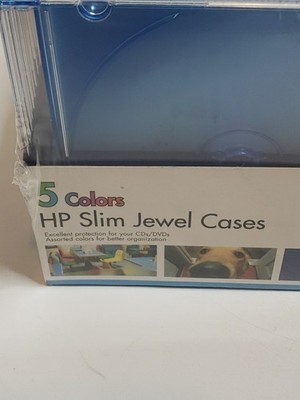 5 Colors
HP Slim Jewel Cases
Excellent protection for your CDs/DVDs
Assorted colors for better organization